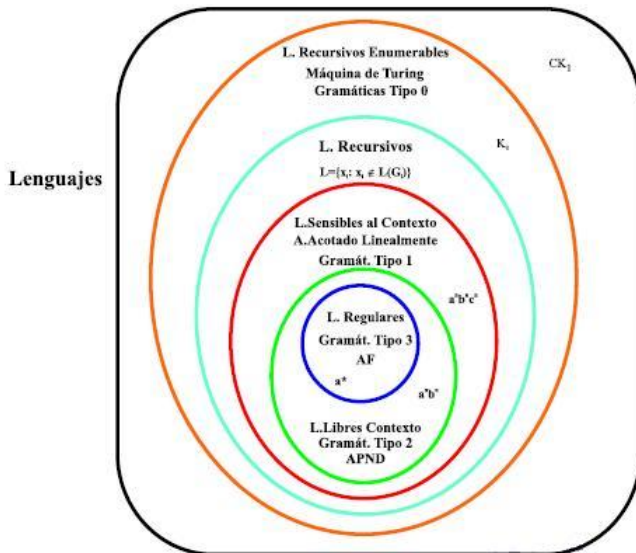 L. Recursivos Enumerables
Máquina de Turing
Gramáticas Tipo 0
CK₁
K₁
L. Recursivos
L={xᵢ: xᵢ ∉ L(Gᵢ)}
Lenguajes
L.Sensibles al Contexto
A.Acotado Linealmente
Gramát. Tipo 1
aⁿbⁿcⁿ
L. Regulares
Gramát. Tipo 3
AF
a*
aⁿbⁿ
L.Libres Contexto
Gramát. Tipo 2
APND